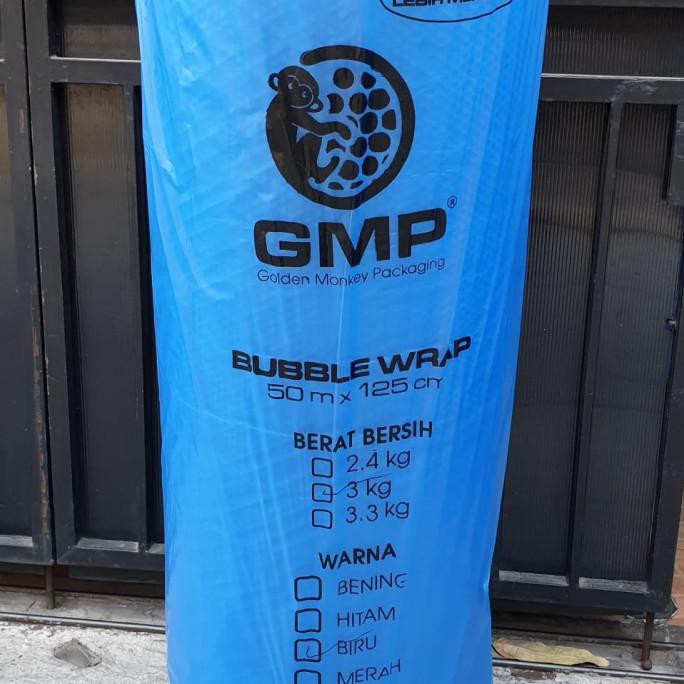 GMP®
Golden Monkey Packaging
BUBBLE WRAP
50 m x 125 cm
BERAT BERSIH
2.4 kg
3 kg
3.3 kg
WARNA
BENING
HITAM
BIRU
MERAH